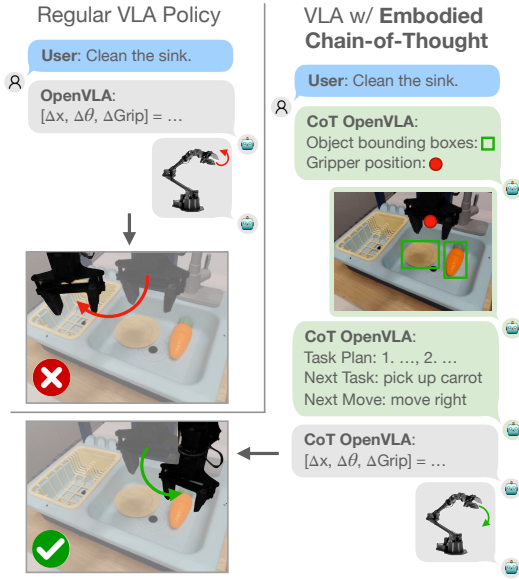 Regular VLA Policy
User: Clean the sink.
OpenVLA:
[Δx, Δθ, ΔGrip] = …
VLA w/ Embodied
Chain-of-Thought
User: Clean the sink.
CoT OpenVLA:
Object bounding boxes:
Gripper position:
CoT OpenVLA:
Task Plan: 1. …, 2. …
Next Task: pick up carrot
Next Move: move right
CoT OpenVLA:
[Δx, Δθ, ΔGrip] = …